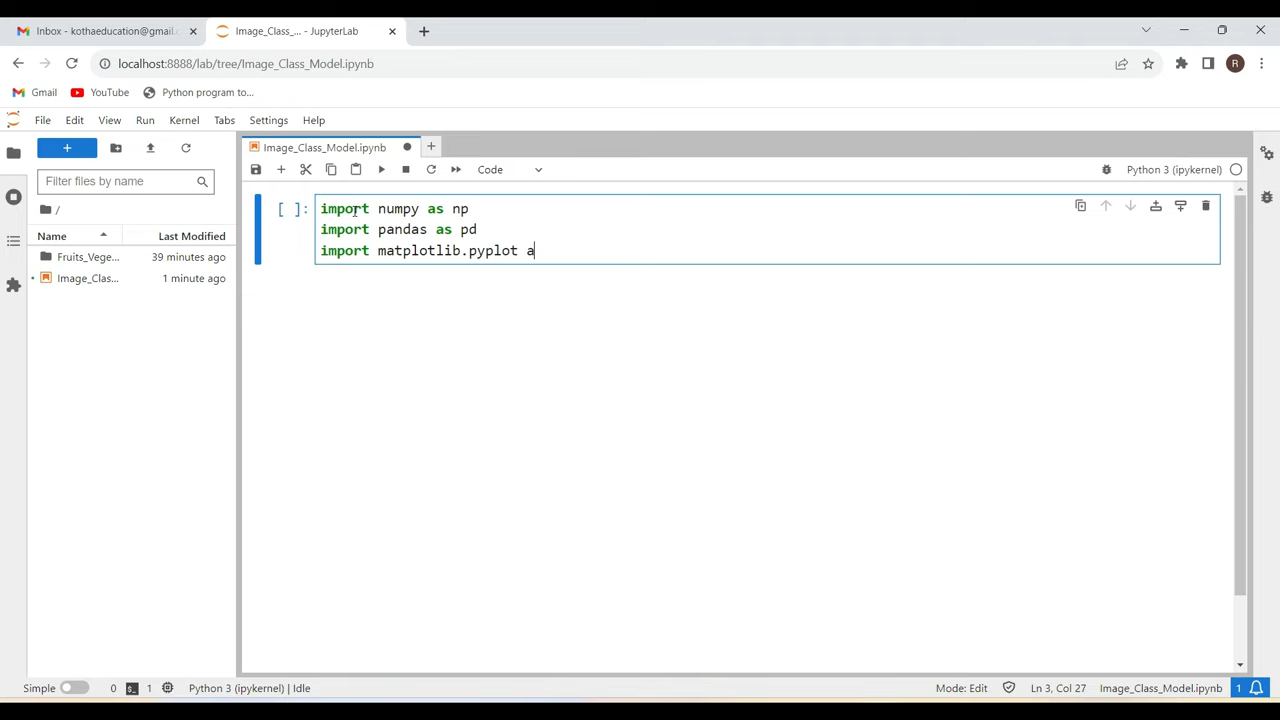 Inbox - kothaeducation@gmail.c
Image_Class_... - JupyterLab
localhost:8888/lab/tree/Image_Class_Model.ipynb
R
Gmail
YouTube
Python program to...
File Edit View Run Kernel Tabs Settings Help
Image_Class_Model.ipynb
Filter files by name
Code
Python 3 (ipykernel)
/
Name
Last Modified
Fruits_Vege... 39 minutes ago
Image_Clas... 1 minute ago
[ ]:
import numpy as np
import pandas as pd
import matplotlib.pyplot a
Simple 0 1 Python 3 (ipykernel) | Idle Mode: Edit Ln 3, Col 27 Image_Class_Model.ipynb 1